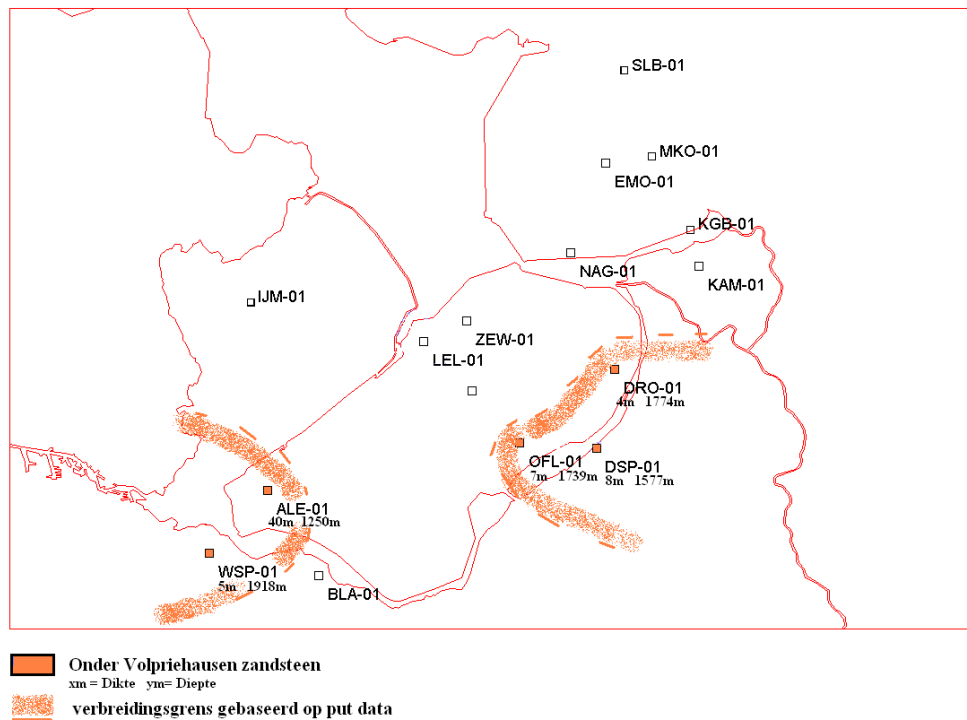 SLB-01
MKO-01
EMO-01
KGB-01
NAG-01
KAM-01
IJM-01
ZEW-01
LEL-01
DRO-01
4m 1774m
OFL-01
7m 1739m
DSP-01
8m 1577m
ALE-01
40m 1250m
WSP-01
5m 1918m
BLA-01
Onder Volpriehausen zandsteen
xm = Dikte ym= Diepte
verbreidingsgrens gebaseerd op put data